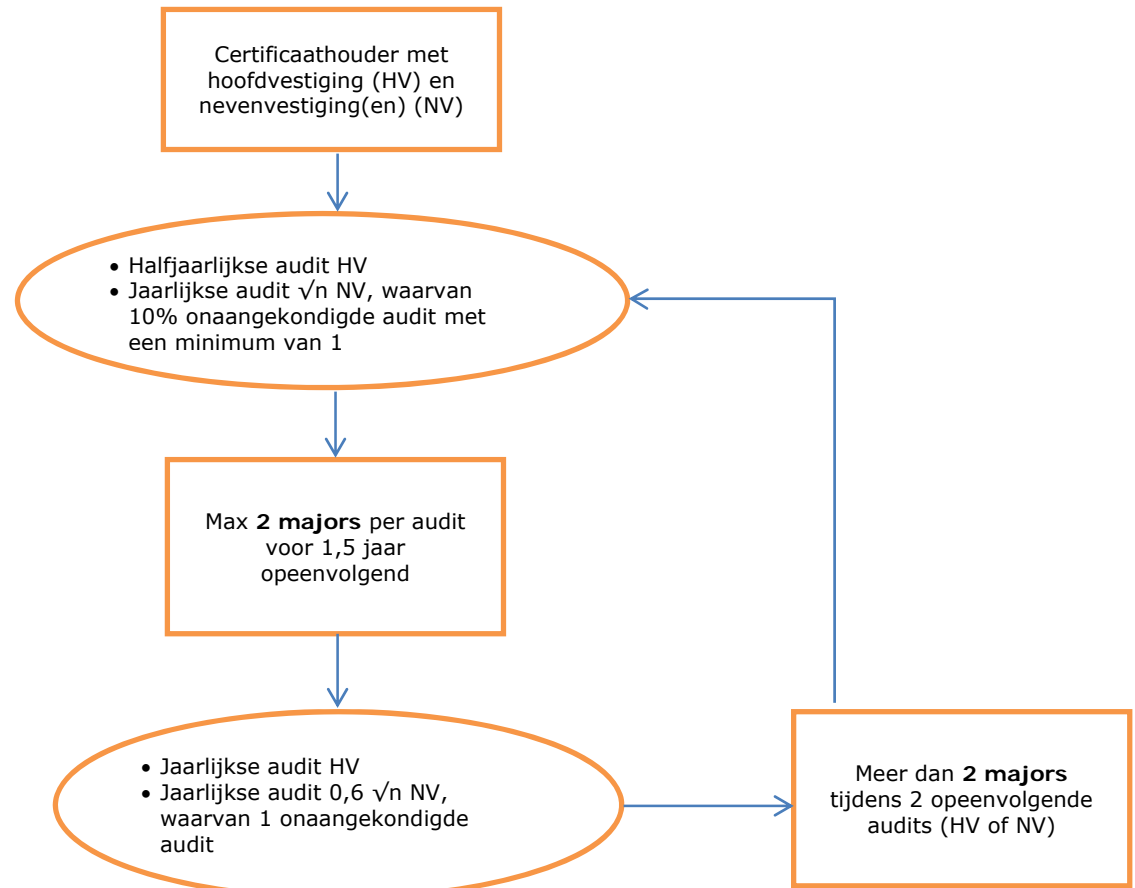 Certificaathouder met
hoofdvestiging (HV) en
nevenvestiging(en) (NV)
• Halfjaarlijkse audit HV
• Jaarlijkse audit √n NV, waarvan
10% onaangekondigde audit met
een minimum van 1
Max 2 majors per audit
voor 1,5 jaar
opeenvolgend
• Jaarlijkse audit HV
• Jaarlijkse audit 0,6 √n NV,
waarvan 1 onaangekondigde
audit
Meer dan 2 majors
tijdens 2 opeenvolgende
audits (HV of NV)